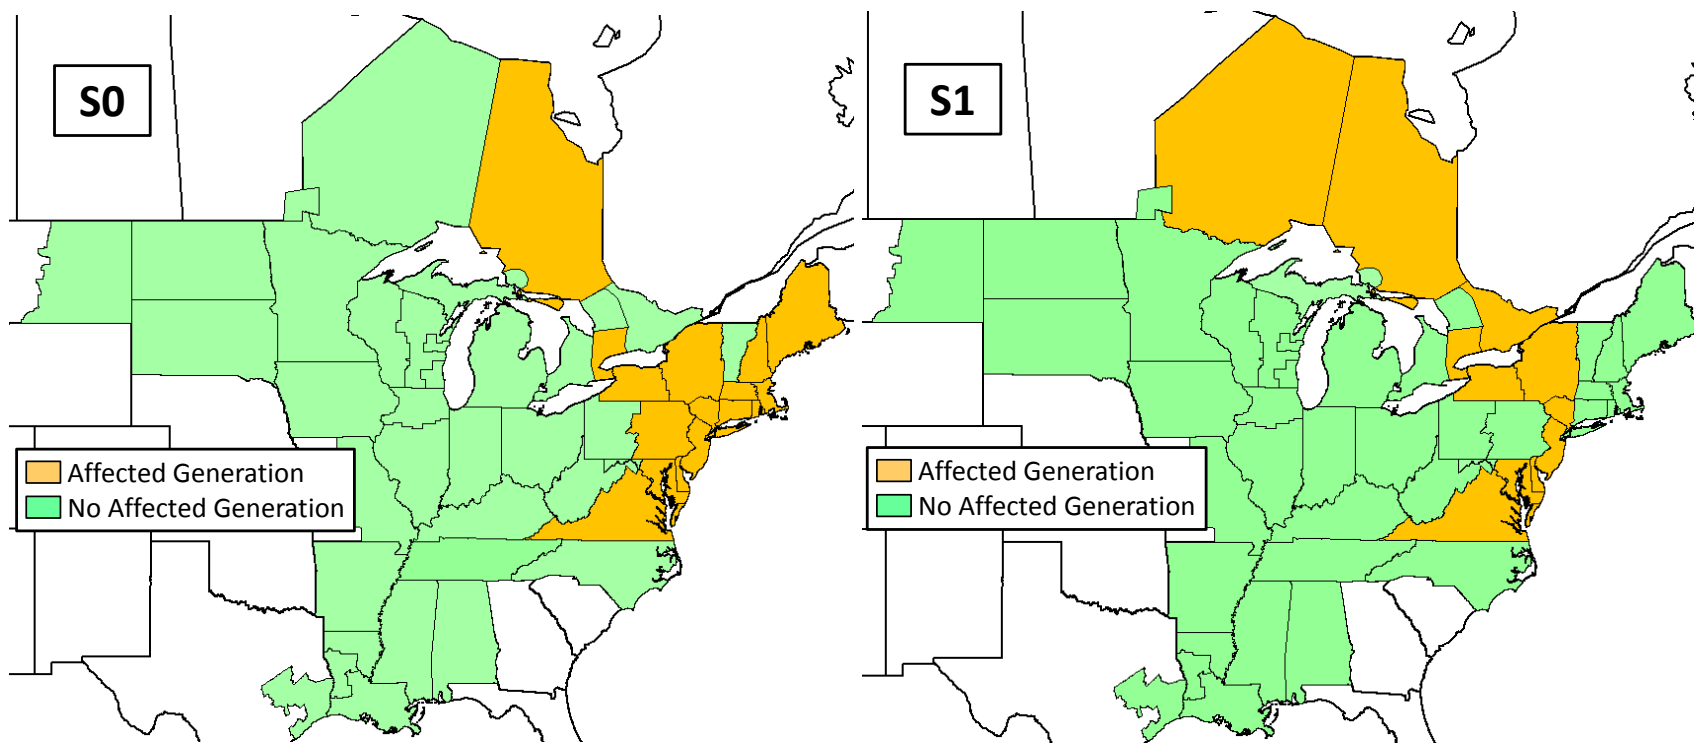 S0
S1
Affected Generation
No Affected Generation
Affected Generation
No Affected Generation